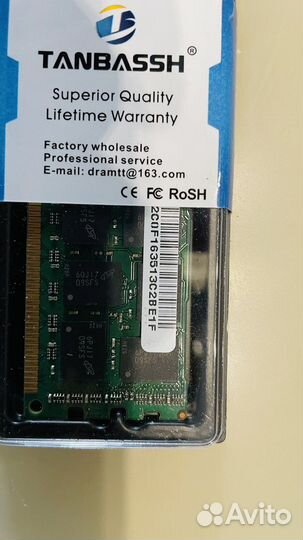 TANBASSH®
Superior Quality
Lifetime Warranty
Factory wholesale
Professional service
E-mail: dramtt@163.com
CE FC RoSH
2C0F163513C2BE1F
Avito